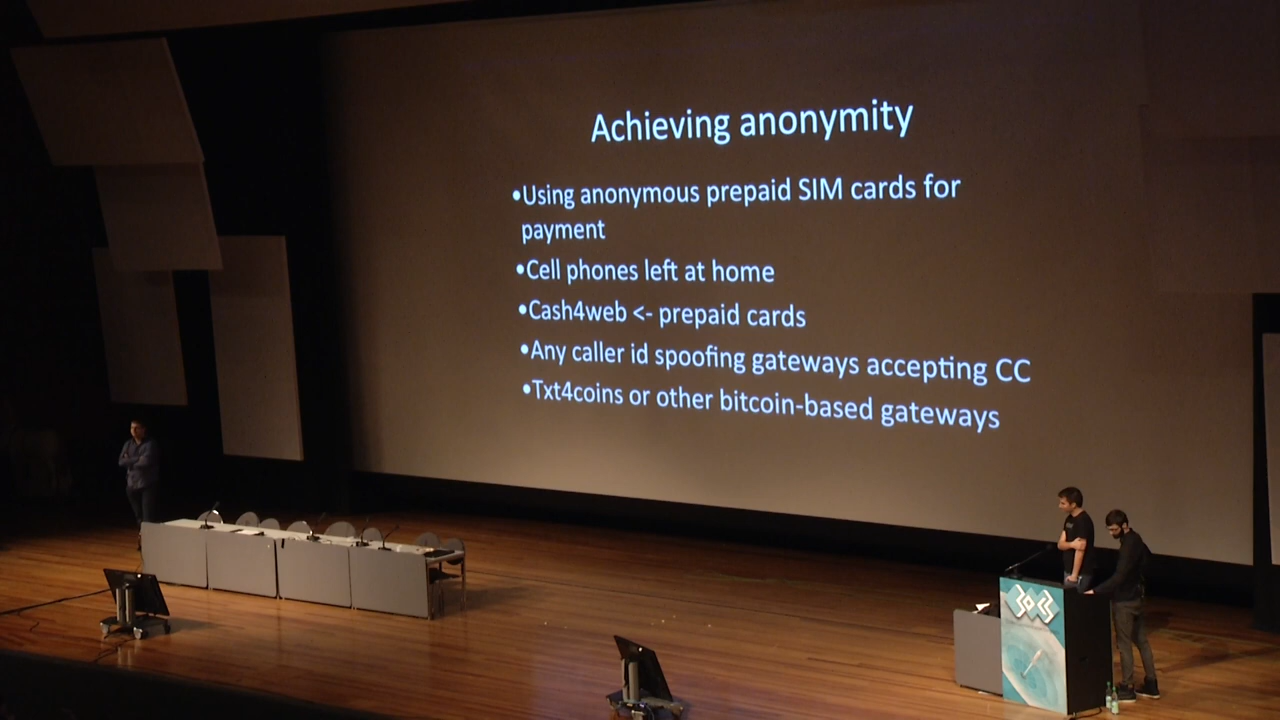 Achieving anonymity
•Using anonymous prepaid SIM cards for
payment
•Cell phones left at home
•Cash4web <- prepaid cards
•Any caller id spoofing gateways accepting CC
•Txt4coins or other bitcoin-based gateways
30C3